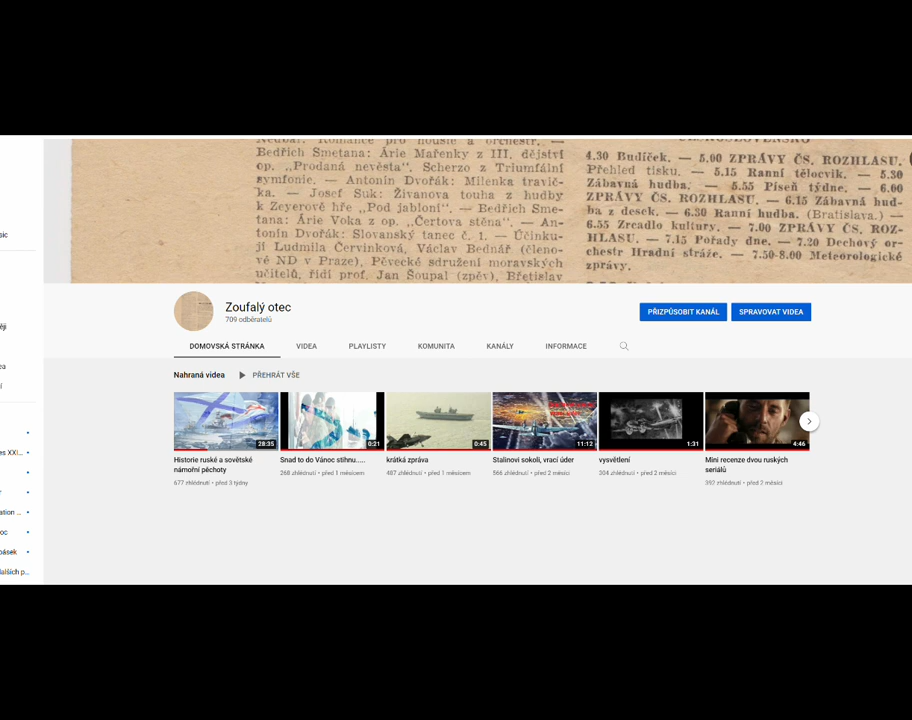 Bedřich Smetana: Árie Mařenky z III. dějství
op. „Prodaná nevěsta“. Scherzo z Triumfální
symfonie. — Antonín Dvořák: Milenka travič-
ka. — Josef Suk: Živanova touha z hudby
k Zeyerově hře „Pod jabloní“. — Bedřich Sme-
tana: Árie Voka z op. „Čertova stěna“. — An-
tonín Dvořák: Slovanský tanec č. 1. — Účinku-
jí Ludmila Červinková, Václav Bednář (členo-
vé ND v Praze), Pěvecké sdružení moravských
učitelů, řídí prof. Jan Šoupal (zpěv), Břetislav
4.30 Budíček. — 5.00 ZPRÁVY ČS. ROZHLASU.
Přehled tisku. — 5.15 Ranní tělocvik. — 5.30
Zábavná hudba. — 5.55 Píseň týdne. — 6.00
ZPRÁVY ČS. ROZHLASU. — 6.15 Zábavná hud-
ba z desek. — 6.30 Ranní hudba. (Bratislava.) —
6.55 Zrcadlo kultury. — 7.00 ZPRÁVY ČS. ROZ-
HLASU. — 7.15 Pořady dne. — 7.20 Dechový or-
chestr Hradní stráže. — 7.50-8.00 Meteorologické
zprávy.
Zoufalý otec
709 odběratelů
PŘIZPŮSOBIT KANÁL
SPRAVOVAT VIDEA
DOMOVSKÁ STRÁNKA
VIDEA
PLAYLISTY
KOMUNITA
KANÁLY
INFORMACE
Nahraná videa
PŘEHRÁT VŠE
28:35
0:21
0:45
11:12
1:31
4:46
Historie ruské a sovětské
námořní pěchoty
677 zhlédnutí • před 3 týdny
Snad to do Vánoc stihnu.....
268 zhlédnutí • před 1 měsícem
krátká zpráva
487 zhlédnutí • před 1 měsícem
Stalinovi sokoli, vrací úder
566 zhlédnutí • před 2 měsíci
vysvětlení
304 zhlédnutí • před 2 měsíci
Mini recenze dvou ruských
seriálů
392 zhlédnutí • před 2 měsíci